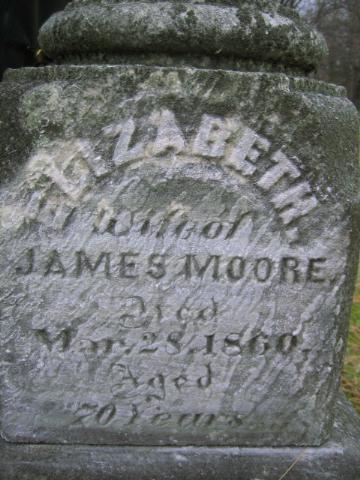 ELIZABETH.
Wife of
JAMES MOORE,
Died
Mar. 28, 1860,
Aged
70 Years